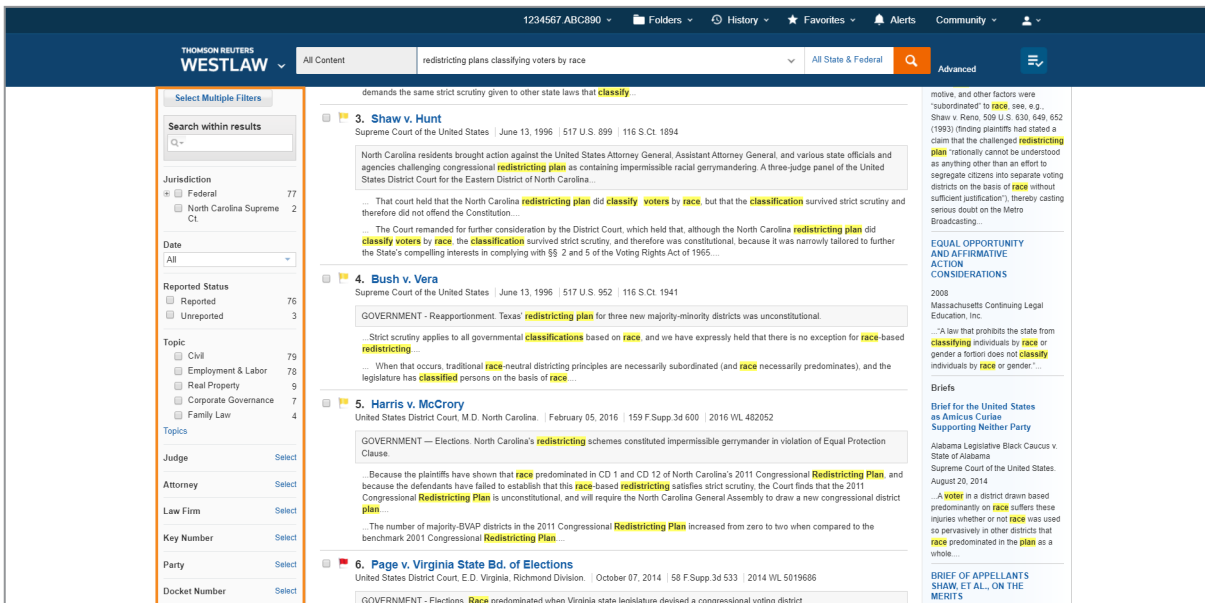 1234567.ABC890 Folders History Favorites Alerts Community
THOMSON REUTERS
WESTLAW
All Content
redistricting plans classifying voters by race
All State & Federal
Advanced
Select Multiple Filters
Search within results
Jurisdiction
Federal 77
North Carolina Supreme 2
Ct.
Date
All
Reported Status
Reported 76
Unreported 3
Topic
Civil 79
Employment & Labor 78
Real Property 9
Corporate Governance 7
Family Law 4
Topics
Judge Select
Attorney Select
Law Firm Select
Key Number Select
Party Select
Docket Number Select
demands the same strict scrutiny given to other state laws that classify...
3. Shaw v. Hunt
Supreme Court of the United States | June 13, 1996 | 517 U.S. 899 | 116 S.Ct. 1894
North Carolina residents brought action against the United States Attorney General, Assistant Attorney General, and various state officials and
agencies challenging congressional redistricting plan as containing impermissible racial gerrymandering. A three-judge panel of the United
States District Court for the Eastern District of North Carolina...
... That court held that the North Carolina redistricting plan did classify voters by race, but that the classification survived strict scrutiny and
therefore did not offend the Constitution....
... The Court remanded for further consideration by the District Court, which held that, although the North Carolina redistricting plan did
classify voters by race, the classification survived strict scrutiny, and therefore was constitutional, because it was narrowly tailored to further
the State's compelling interests in complying with §§ 2 and 5 of the Voting Rights Act of 1965....
4. Bush v. Vera
Supreme Court of the United States | June 13, 1996 | 517 U.S. 952 | 116 S.Ct. 1941
GOVERNMENT - Reapportionment. Texas' redistricting plan for three new majority-minority districts was unconstitutional.
...Strict scrutiny applies to all governmental classifications based on race, and we have expressly held that there is no exception for race-based
redistricting....
... When that occurs, traditional race-neutral districting principles are necessarily subordinated (and race necessarily predominates), and the
legislature has classified persons on the basis of race....
5. Harris v. McCrory
United States District Court, M.D. North Carolina. | February 05, 2016 | 159 F.Supp.3d 600 | 2016 WL 482052
GOVERNMENT — Elections. North Carolina's redistricting schemes constituted impermissible gerrymander in violation of Equal Protection
Clause.
...Because the plaintiffs have shown that race predominated in CD 1 and CD 12 of North Carolina's 2011 Congressional Redistricting Plan, and
because the defendants have failed to establish that this race-based redistricting satisfies strict scrutiny, the Court finds that the 2011
Congressional Redistricting Plan is unconstitutional, and will require the North Carolina General Assembly to draw a new congressional district
plan....
...The number of majority-BVAP districts in the 2011 Congressional Redistricting Plan increased from zero to two when compared to the
benchmark 2001 Congressional Redistricting Plan....
6. Page v. Virginia State Bd. of Elections
United States District Court, E.D. Virginia, Richmond Division. | October 07, 2014 | 58 F.Supp.3d 533 | 2014 WL 5019686
GOVERNMENT - Elections. Race predominated when Virginia state legislature devised a congressional voting district.
motive, and other factors were
"subordinated" to race, see, e.g.,
Shaw v. Reno, 509 U.S. 630, 649, 652
(1993) (finding plaintiffs had stated a
claim that the challenged redistricting
plan "rationally cannot be understood
as anything other than an effort to
segregate citizens into separate voting
districts on the basis of race without
sufficient justification"), thereby casting
serious doubt on the Metro
Broadcasting...
EQUAL OPPORTUNITY
AND AFFIRMATIVE
ACTION
CONSIDERATIONS
2008
Massachusetts Continuing Legal
Education, Inc.
..."A law that prohibits the state from
classifying individuals by race or
gender a fortiori does not classify
individuals by race or gender."...
Briefs
Brief for the United States
as Amicus Curiae
Supporting Neither Party
Alabama Legislative Black Caucus v.
State of Alabama
Supreme Court of the United States.
August 20, 2014
...A voter in a district drawn based
predominantly on race suffers these
injuries whether or not race was used
so pervasively in other districts that
race predominated in the plan as a
whole....
BRIEF OF APPELLANTS
SHAW, ET AL., ON THE
MERITS